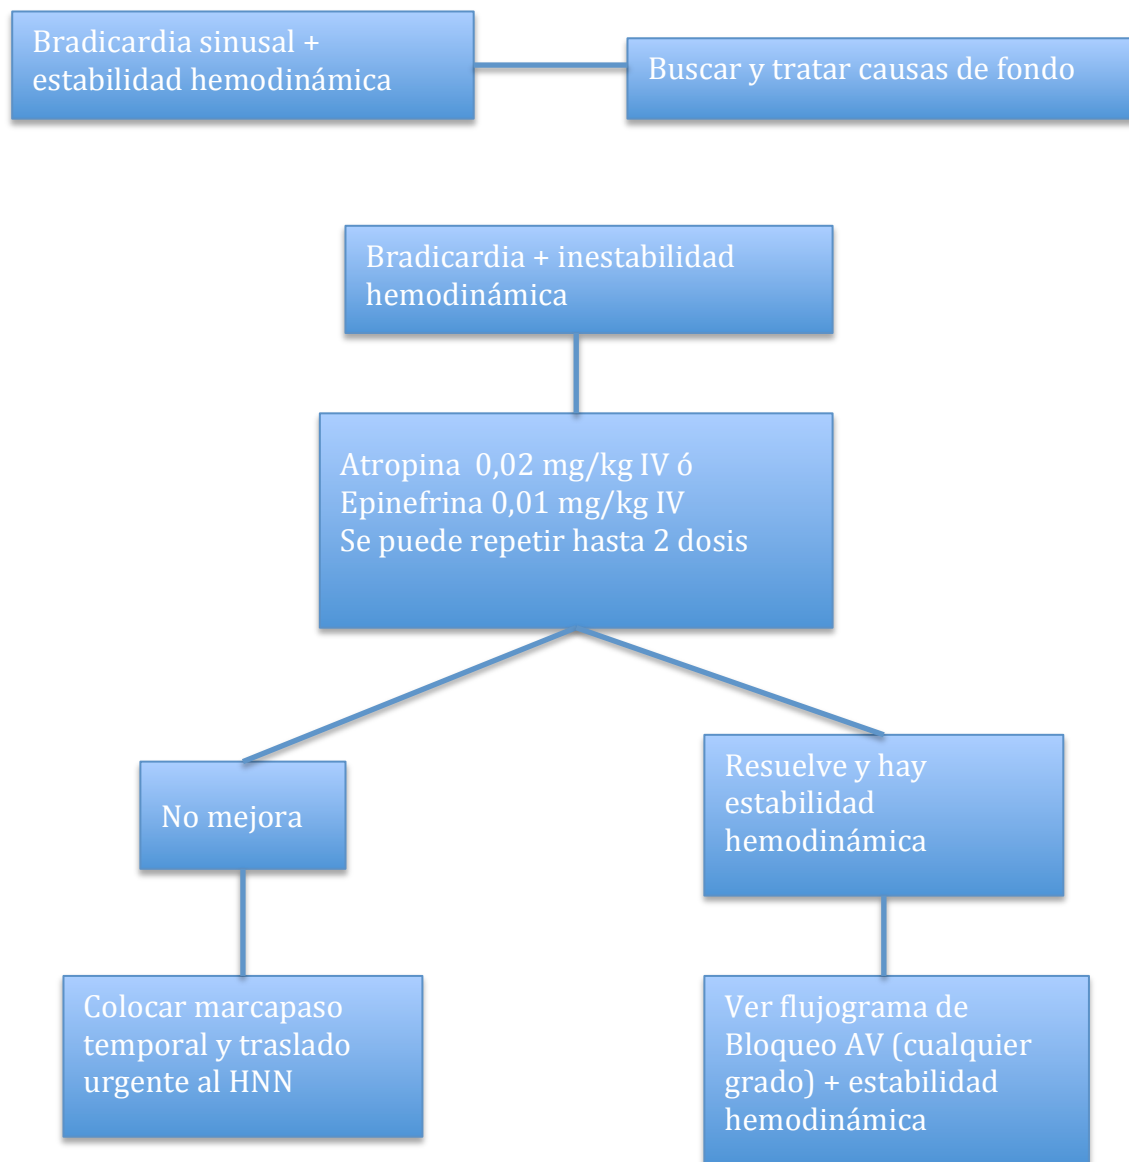 Bradicardia sinusal +
estabilidad hemodinámica
Buscar y tratar causas de fondo
Bradicardia + inestabilidad
hemodinámica
Atropina  0,02 mg/kg IV ó
Epinefrina 0,01 mg/kg IV
Se puede repetir hasta 2 dosis
No mejora
Resuelve y hay
estabilidad
hemodinámica
Colocar marcapaso
temporal y traslado
urgente al HNN
Ver flujograma de
Bloqueo AV (cualquier
grado) + estabilidad
hemodinámica